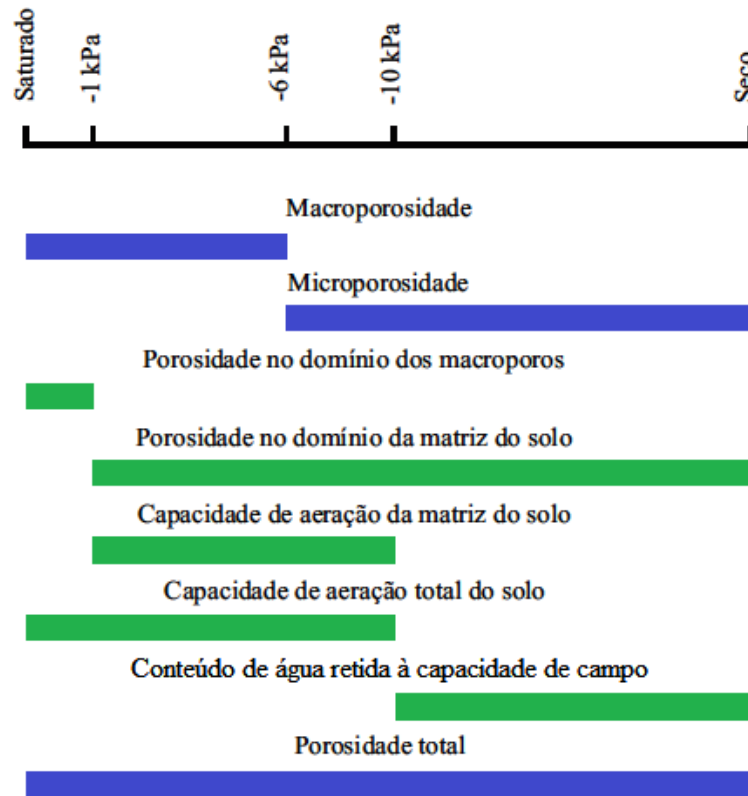 Saturado
-1 kPa
-6 kPa
-10 kPa
Seco
Macroporosidade
Microporosidade
Porosidade no domínio dos macroporos
Porosidade no domínio da matriz do solo
Capacidade de aeração da matriz do solo
Capacidade de aeração total do solo
Conteúdo de água retida à capacidade de campo
Porosidade total